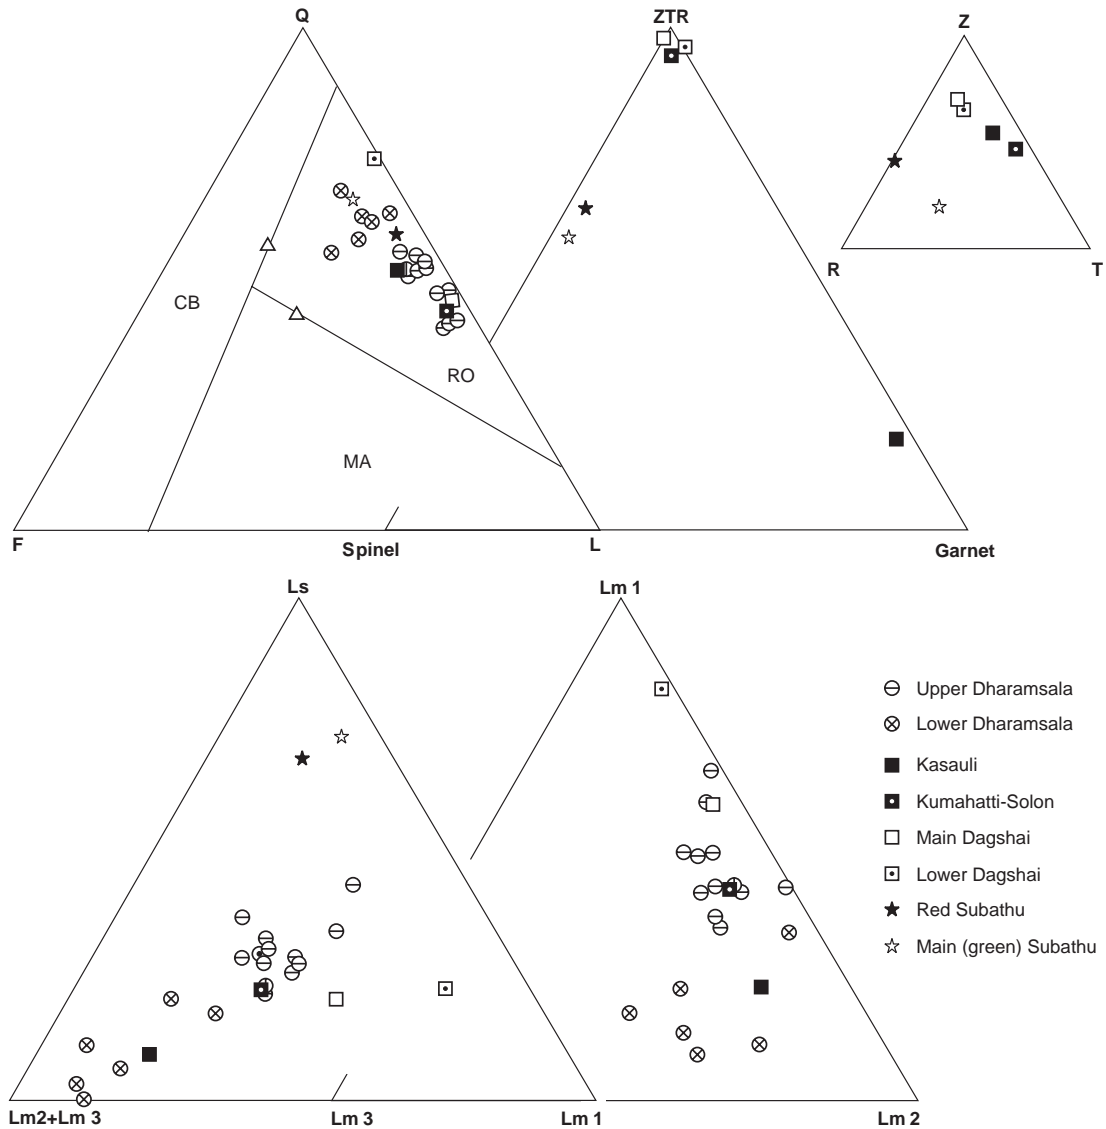 Q
ZTR
Z
CB
R
T
RO
MA
F
Spinel
L
Garnet
Ls
Lm 1
Upper Dharamsala
Lower Dharamsala
Kasauli
Kumahatti-Solon
Main Dagshai
Lower Dagshai
Red Subathu
Main (green) Subathu
Lm2+Lm 3
Lm 3
Lm 1
Lm 2